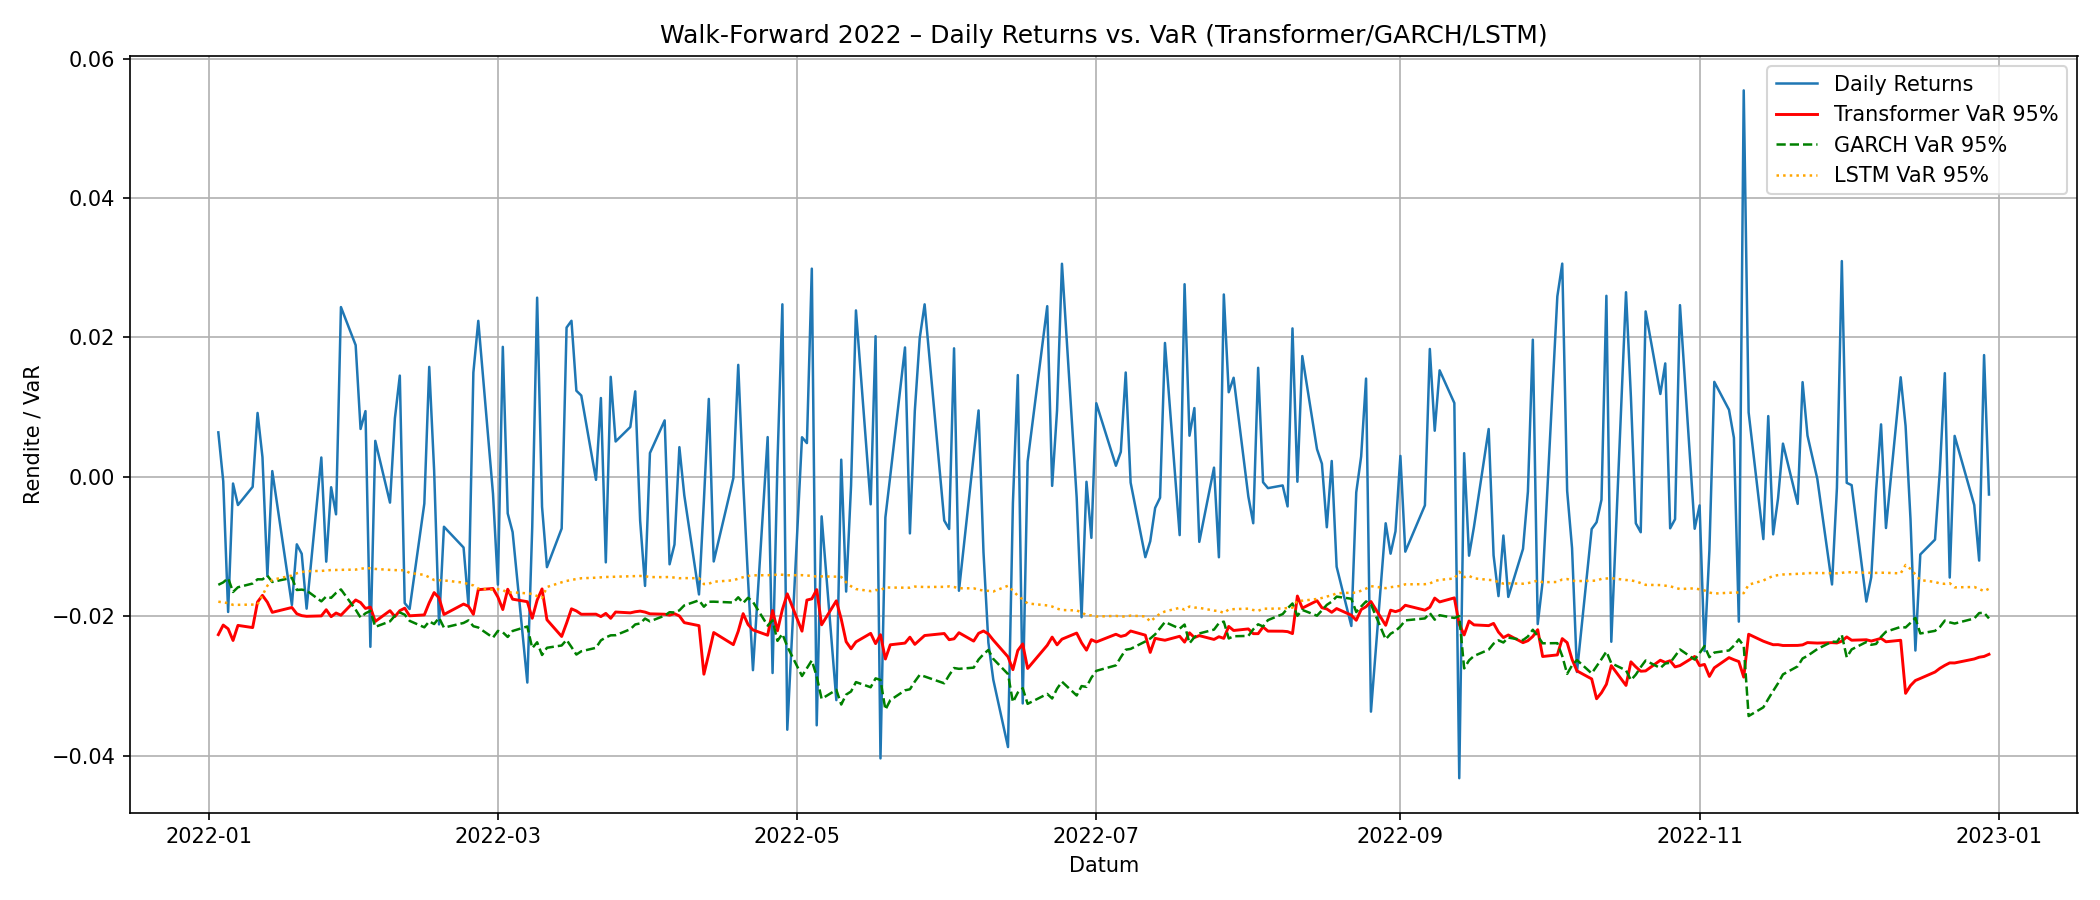 Walk-Forward 2022 – Daily Returns vs. VaR (Transformer/GARCH/LSTM)
Daily Returns
Transformer VaR 95%
GARCH VaR 95%
LSTM VaR 95%
Rendite / VaR
0.06
0.04
0.02
0.00
−0.02
−0.04
2022-01 2022-03 2022-05 2022-07 2022-09 2022-11 2023-01
Datum